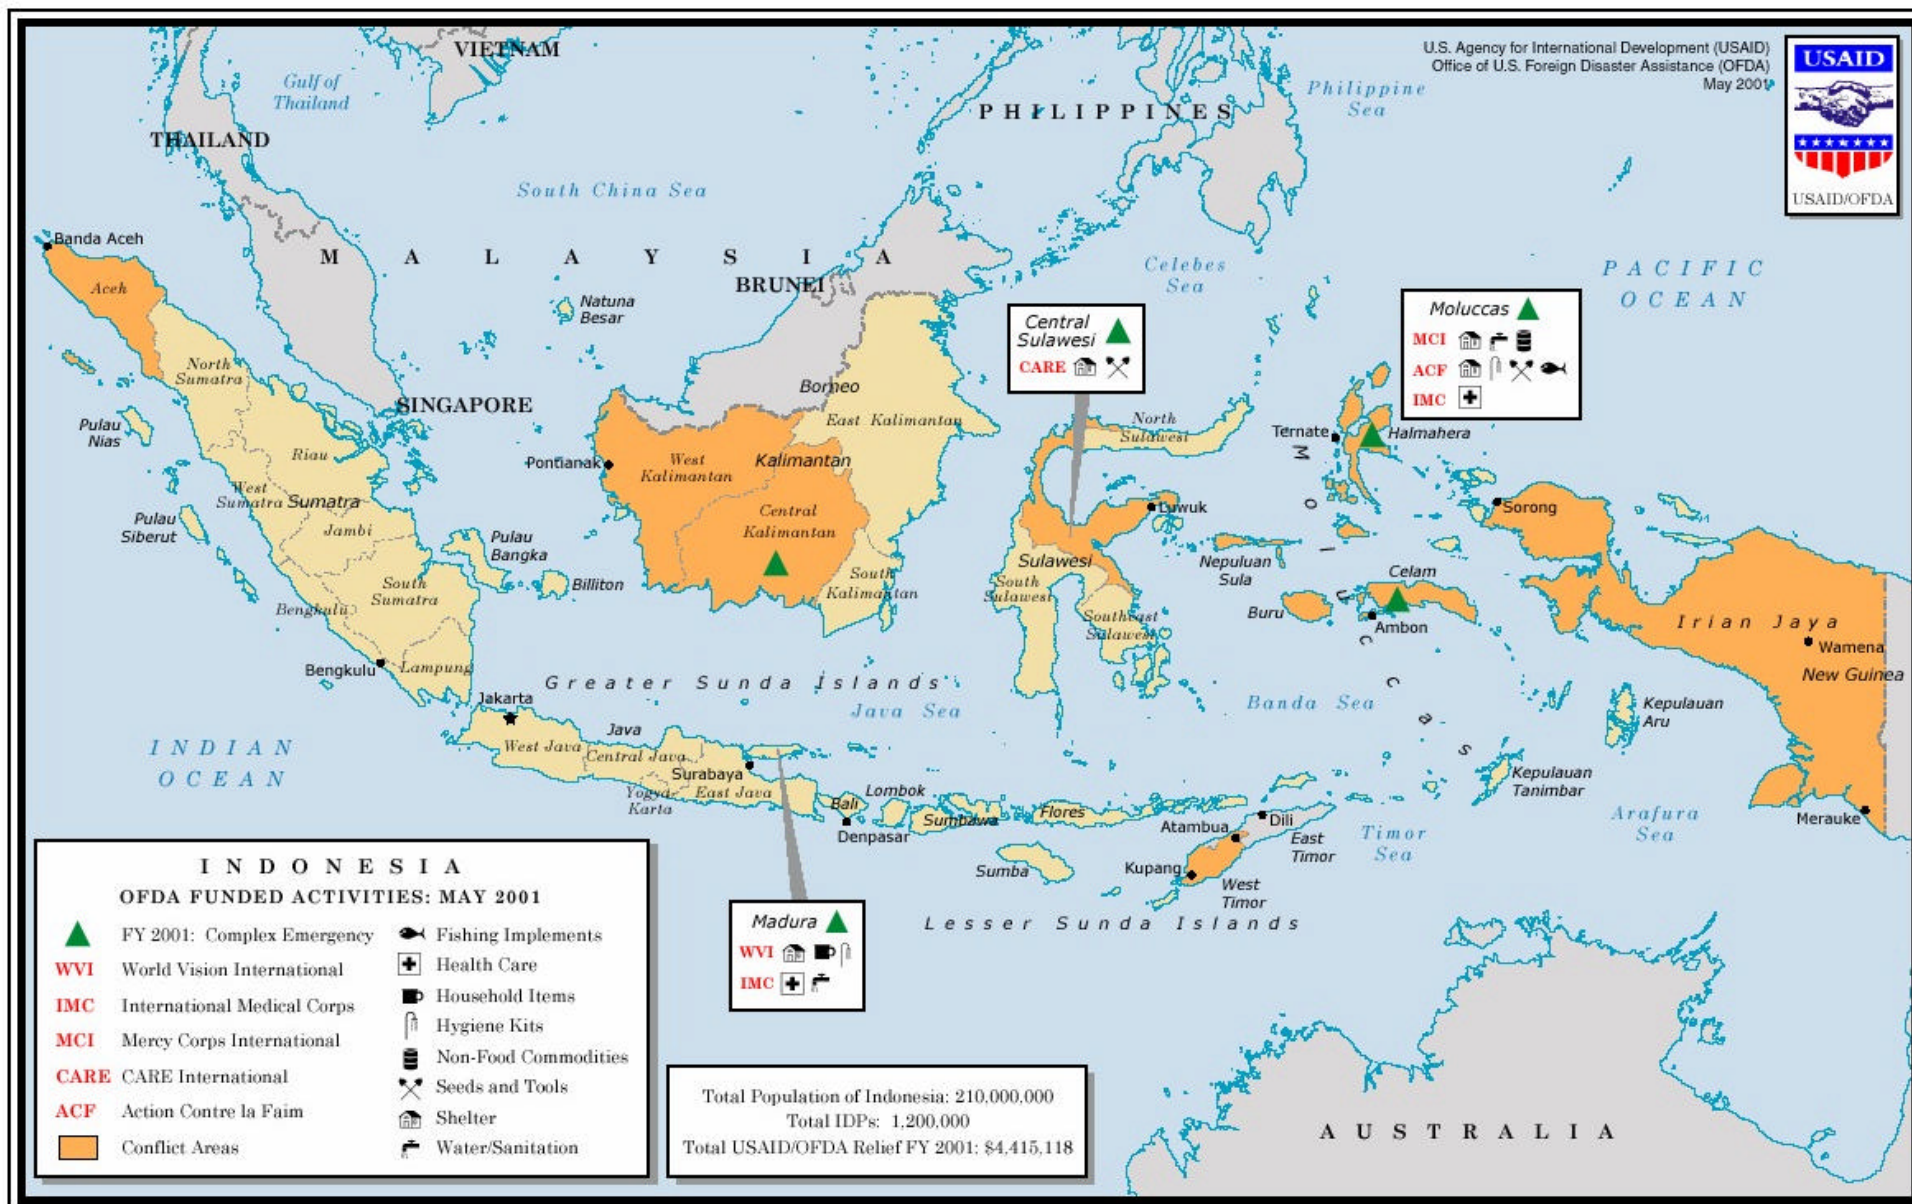 U.S. Agency for International Development (USAID)
Office of U.S. Foreign Disaster Assistance (OFDA)
May 2001
USAID
USAID/OFDA
VIETNAM
Gulf of
Thailand
THAILAND
PHILIPPINES
Philippine
Sea
South China Sea
Banda Aceh
Aceh
MALAYSIA
BRUNEI
Celebes
Sea
PACIFIC
OCEAN
Natuna
Besar
Central
Sulawesi
CARE
Moluccas
MCI
ACF
IMC
North
Sumatra
Borneo
SINGAPORE
East Kalimantan
North
Sulawesi
Ternate
Halmahera
Pulau
Nias
Riau
Pontianak
West
Kalimantan
Kalimantan
West
Sumatra
Sumatra
Central
Kalimantan
Luwuk
Sorong
Moluccas
Pulau
Siberut
Jambi
Pulau
Bangka
Sulawesi
Nepuluan
Sula
Celam
South
Sumatra
Billiton
South
Kalimantan
South
Sulawesi
Bengkulu
Southeast
Sulawesi
Buru
Ambon
Irian Jaya
Wamena
New Guinea
Bengkulu
Lampung
Greater Sunda Islands
Java Sea
Banda Sea
Kepulauan
Aru
Jakarta
Java
West Java
Central Java
INDIAN
OCEAN
Surabaya
Yogya-
Karta
East Java
Bali
Lombok
Denpasar
Sumbawa
Flores
Kepulauan
Tanimbar
Atambua
Dili
East
Timor
Timor
Sea
Arafura
Sea
Merauke
Sumba
Kupang
West
Timor
Lesser Sunda Islands
Madura
WVI
IMC
INDONESIA
OFDA FUNDED ACTIVITIES: MAY 2001
FY 2001: Complex Emergency
WVI World Vision International
IMC International Medical Corps
MCI Mercy Corps International
CARE CARE International
ACF Action Contre la Faim
Conflict Areas
Fishing Implements
Health Care
Household Items
Hygiene Kits
Non-Food Commodities
Seeds and Tools
Shelter
Water/Sanitation
Total Population of Indonesia: 210,000,000
Total IDPs: 1,200,000
Total USAID/OFDA Relief FY 2001: $4,415,118
AUSTRALIA